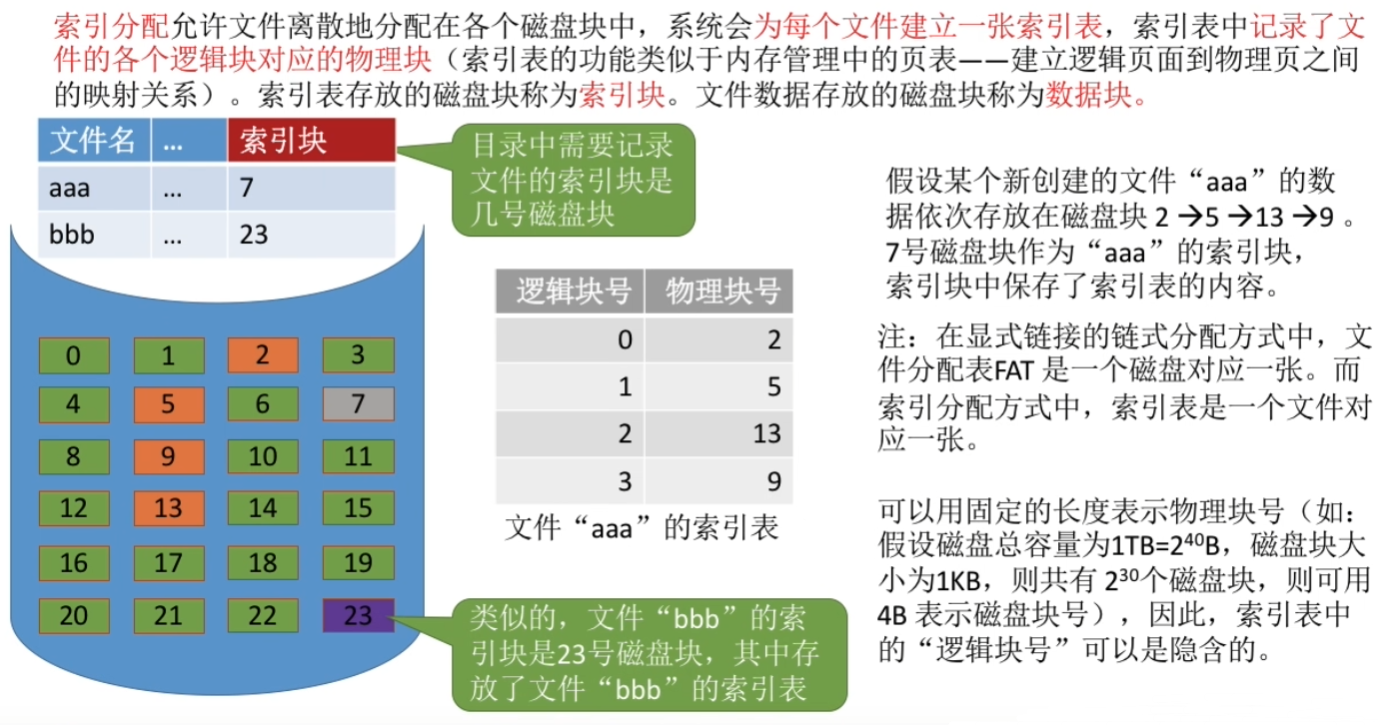 索引分配允许文件离散地分配在各个磁盘块中，系统会为每个文件建立一张索引表，索引表中记录了文
件的各个逻辑块对应的物理块（索引表的功能类似于内存管理中的页表——建立逻辑页面到物理页之间
的映射关系）。索引表存放的磁盘块称为索引块。文件数据存放的磁盘块称为数据块。
文件名 ... 索引块
aaa ... 7
bbb ... 23
目录中需要记录
文件的索引块是
几号磁盘块
0 1 2 3
4 5 6 7
8 9 10 11
12 13 14 15
16 17 18 19
20 21 22 23
逻辑块号 物理块号
0 2
1 5
2 13
3 9
文件“aaa”的索引表
类似的，文件“bbb”的索
引块是23号磁盘块，其中存
放了文件“bbb”的索引表
假设某个新创建的文件“aaa”的数
据依次存放在磁盘块 2 →5 →13 →9 。
7号磁盘块作为“aaa”的索引块，
索引块中保存了索引表的内容。
注：在显式链接的链式分配方式中，文
件分配表FAT 是一个磁盘对应一张。而
索引分配方式中，索引表是一个文件对
应一张。
可以用固定的长度表示物理块号（如：
假设磁盘总容量为1TB=2⁴⁰B，磁盘块大
小为1KB，则共有 2³⁰个磁盘块，则可用
4B 表示磁盘块号），因此，索引表中
的“逻辑块号”可以是隐含的。